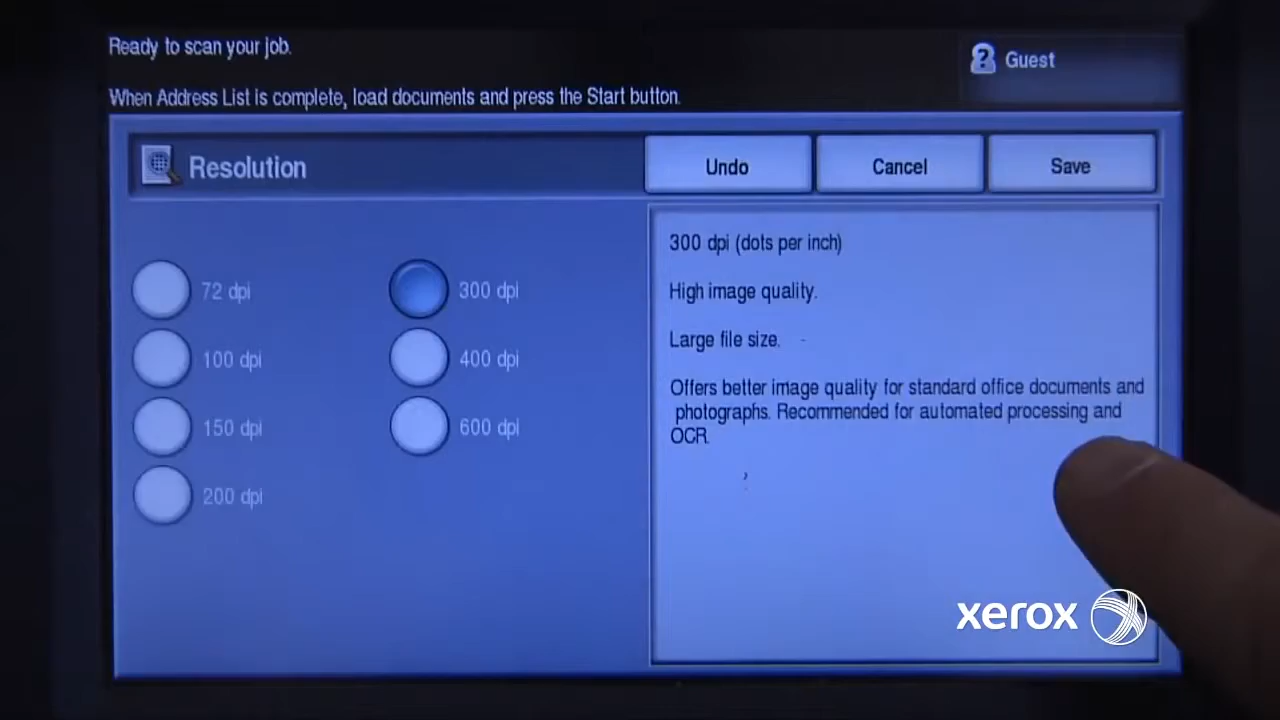 Ready to scan your job.
Guest
When Address List is complete, load documents and press the Start button.
Resolution
Undo
Cancel
Save
72 dpi
300 dpi
100 dpi
400 dpi
150 dpi
600 dpi
200 dpi
300 dpi (dots per inch)
High image quality.
Large file size.
Offers better image quality for standard office documents and
photographs. Recommended for automated processing and
OCR.
xerox